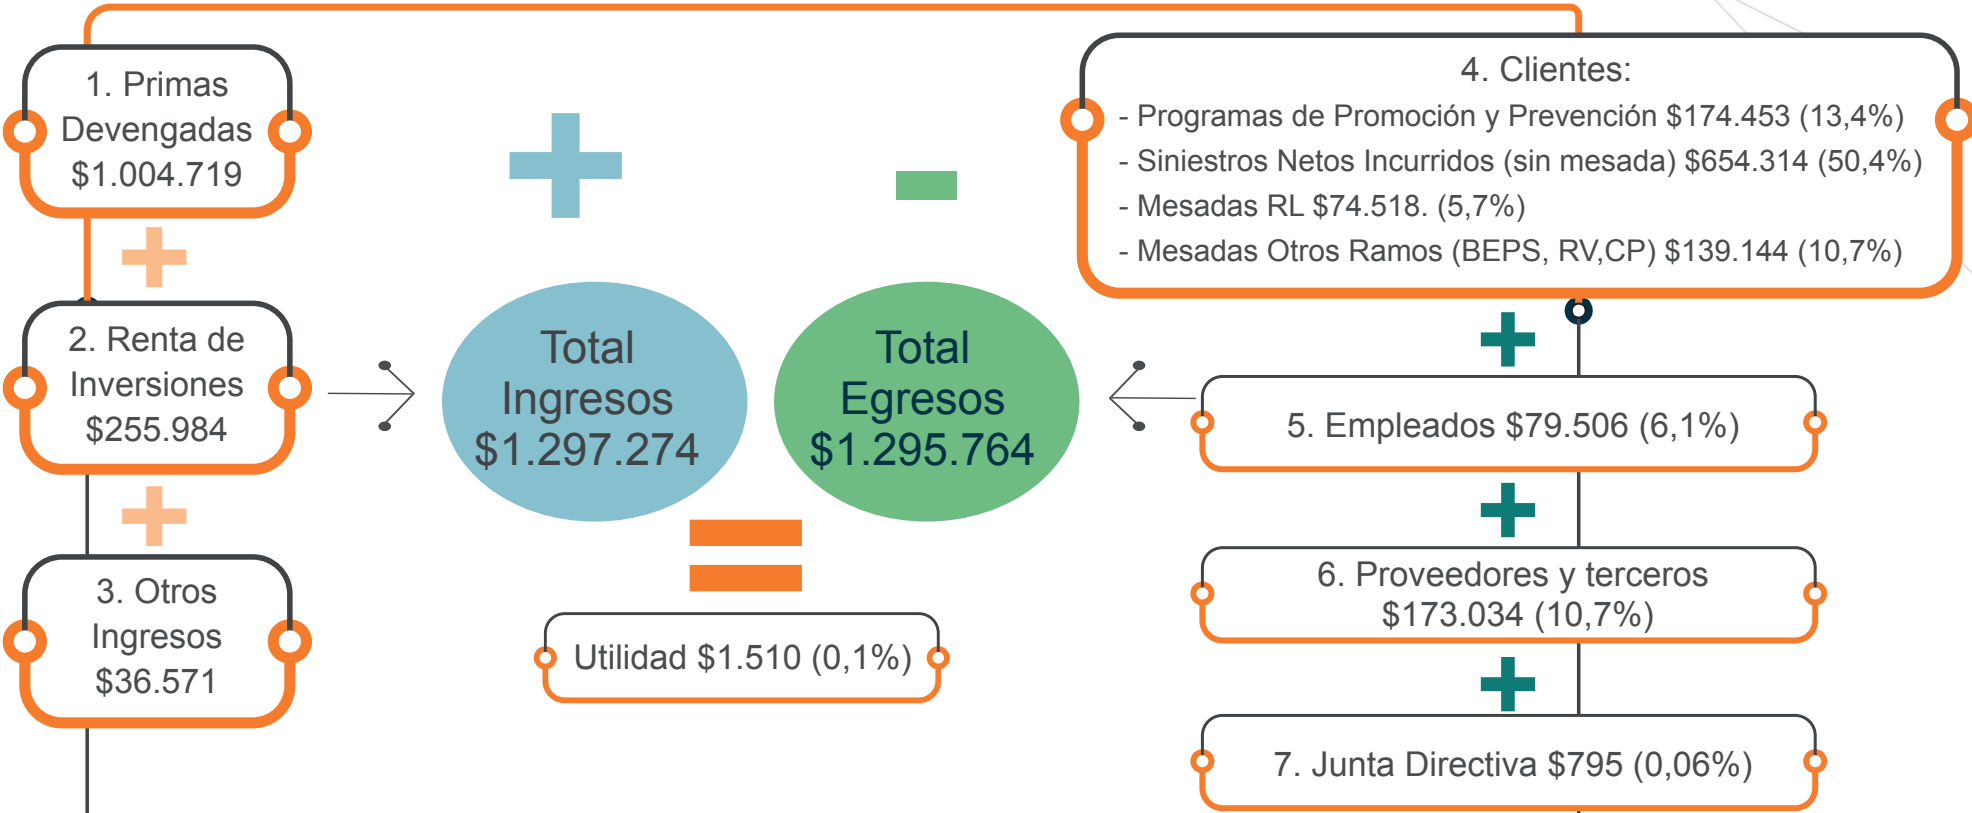 1. Primas
Devengadas
$1.004.719
2. Renta de
Inversiones
$255.984
3. Otros
Ingresos
$36.571
Total
Ingresos
$1.297.274
Total
Egresos
$1.295.764
Utilidad $1.510 (0,1%)
4. Clientes:
- Programas de Promoción y Prevención $174.453 (13,4%)
- Siniestros Netos Incurridos (sin mesada) $654.314 (50,4%)
- Mesadas RL $74.518. (5,7%)
- Mesadas Otros Ramos (BEPS, RV,CP) $139.144 (10,7%)
5. Empleados $79.506 (6,1%)
6. Proveedores y terceros
$173.034 (10,7%)
7. Junta Directiva $795 (0,06%)